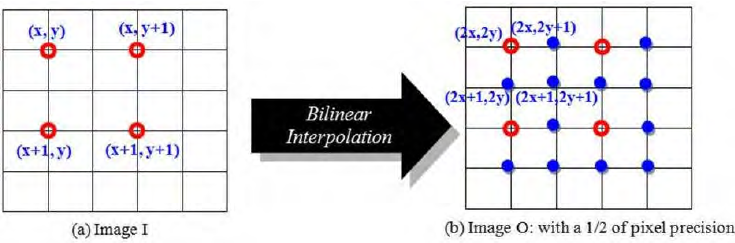 (x, y) (x, y+1)
(x+1, y) (x+1, y+1)
(a) Image I
Bilinear
Interpolation
(2x,2y) (2x,2y+1)
(2x+1,2y) (2x+1,2y+1)
(b) Image O: with a 1/2 of pixel precision